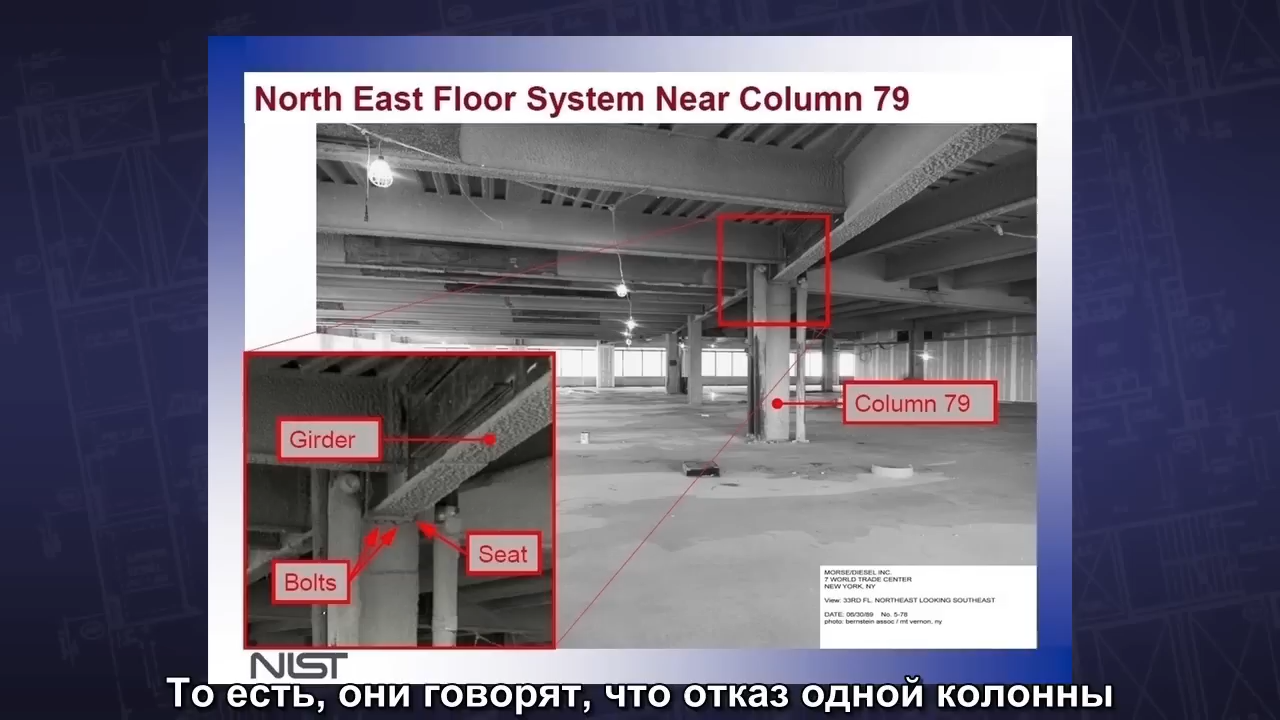 North East Floor System Near Column 79
Column 79
Girder
Seat
Bolts
MORSE/DIESEL INC.
7 WORLD TRADE CENTER
NEW YORK, NY
View: 33RD FL. NORTHEAST LOOKING SOUTHEAST
DATE: 06/30/89 No. 5-78
photo: bernstein assoc / mt vernon, ny
NIST
То есть, они говорят, что отказ одной колонны